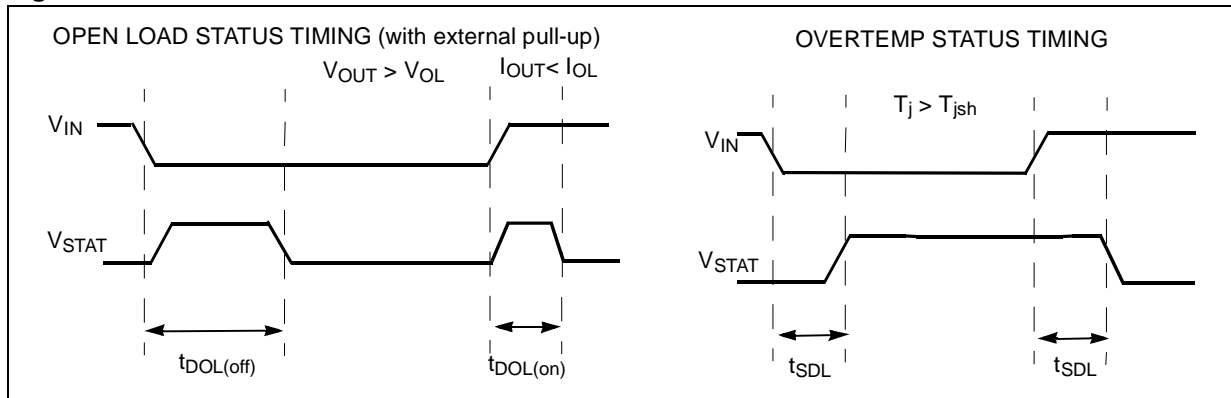 OPEN LOAD STATUS TIMING (with external pull-up)
VOUT > VOL
IOUT< IOL
VIN
VSTAT
tDOL(off)
tDOL(on)
OVERTEMP STATUS TIMING
Tj > Tjsh
VIN
VSTAT
tSDL
tSDL